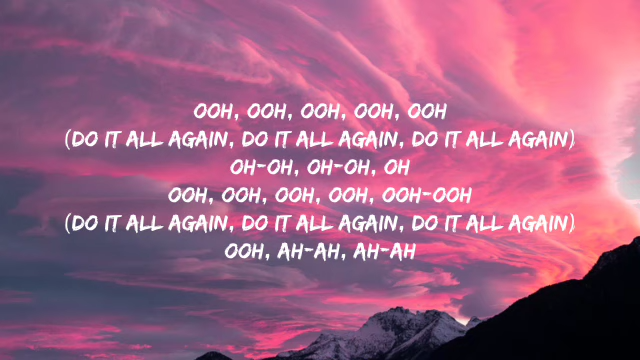 OOH, OOH, OOH, OOH, OOH
(DO IT ALL AGAIN, DO IT ALL AGAIN, DO IT ALL AGAIN)
OH-OH, OH-OH, OH
OOH, OOH, OOH, OOH, OOH-OOH
(DO IT ALL AGAIN, DO IT ALL AGAIN, DO IT ALL AGAIN)
OOH, AH-AH, AH-AH